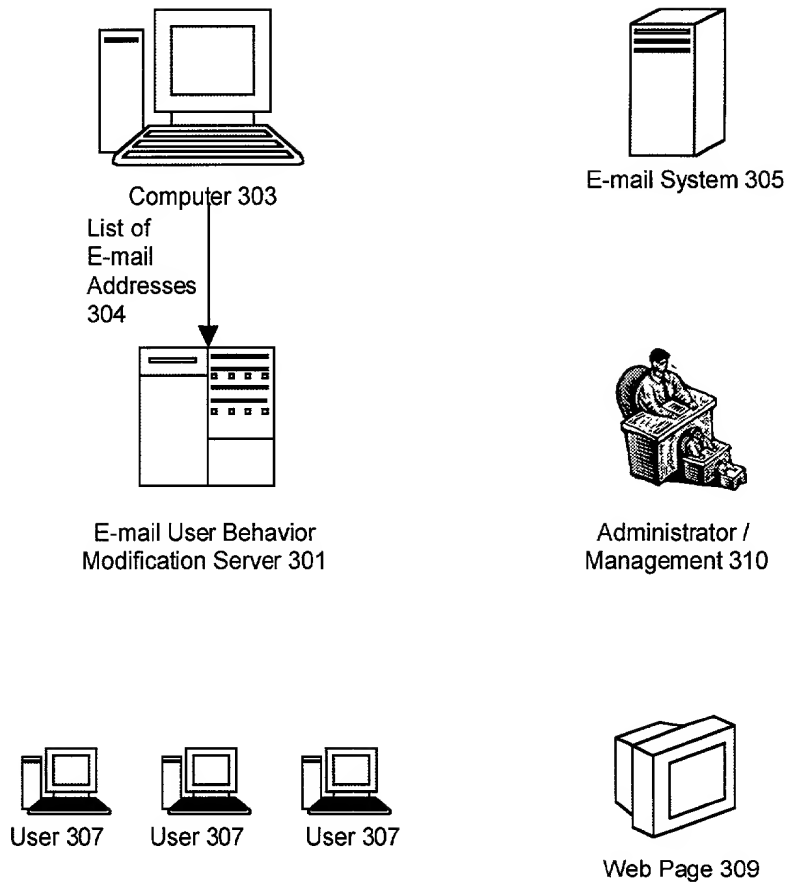 Computer 303
E-mail System 305
List of
E-mail
Addresses
304
E-mail User Behavior
Modification Server 301
Administrator /
Management 310
User 307
User 307
User 307
Web Page 309